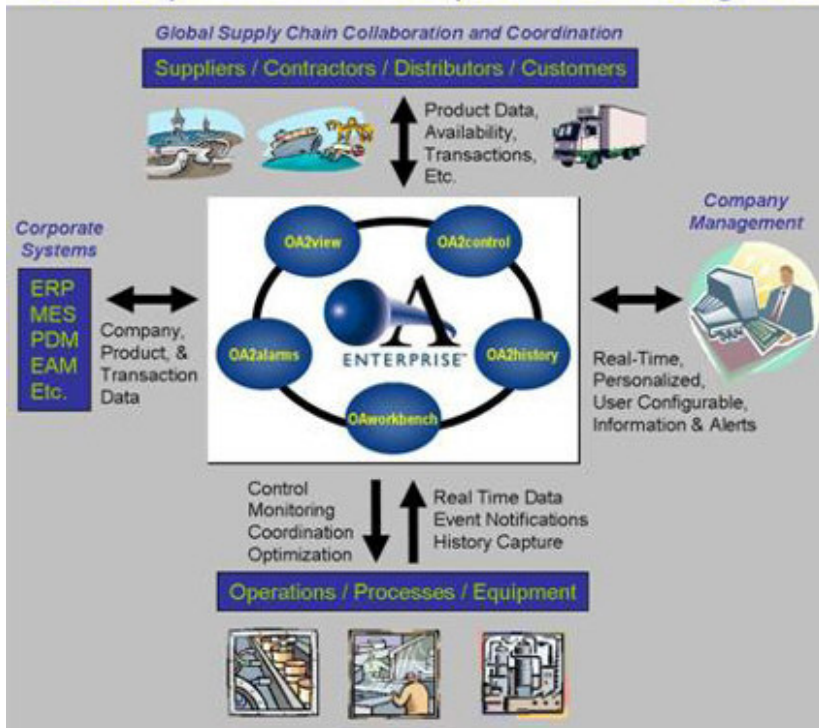 Global Supply Chain Collaboration and Coordination
Suppliers / Contractors / Distributors / Customers
Product Data,
Availability,
Transactions,
Etc.
Corporate
Systems
ERP
MES
PDM
EAM
Etc.
Company,
Product, &
Transaction
Data
OA2view
OA2control
OA2alarms
OA2history
OAworkbench
A
ENTERPRISE™
Company
Management
Real-Time,
Personalized,
User Configurable,
Information & Alerts
Control
Monitoring
Coordination
Optimization
Real Time Data
Event Notifications
History Capture
Operations / Processes / Equipment